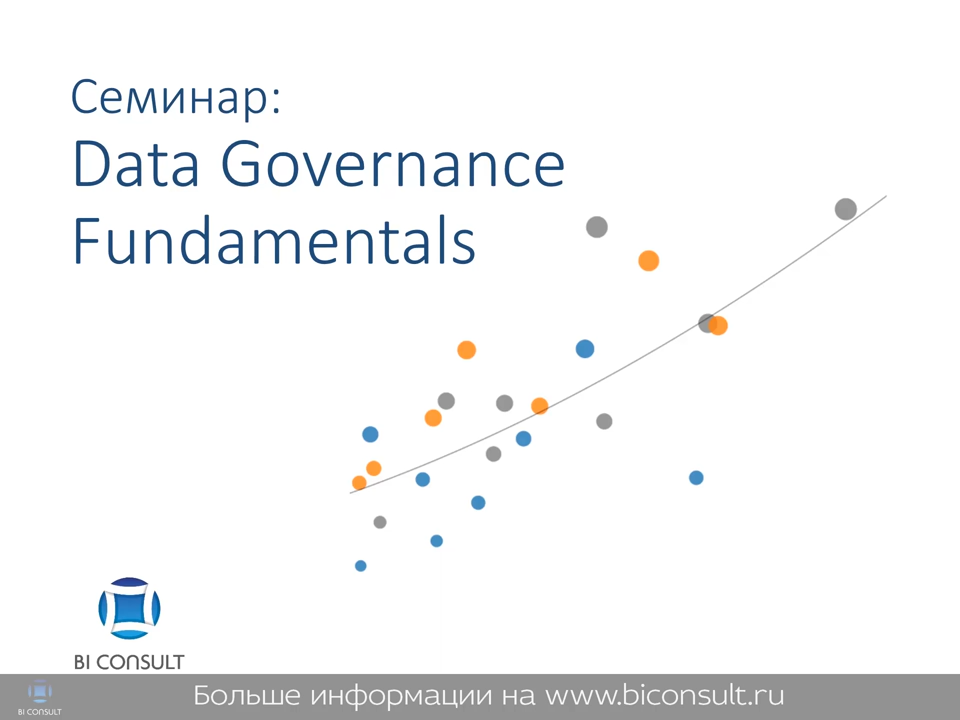 Семинар:
Data Governance
Fundamentals
BI CONSULT
BI CONSULT
Больше информации на www.biconsult.ru